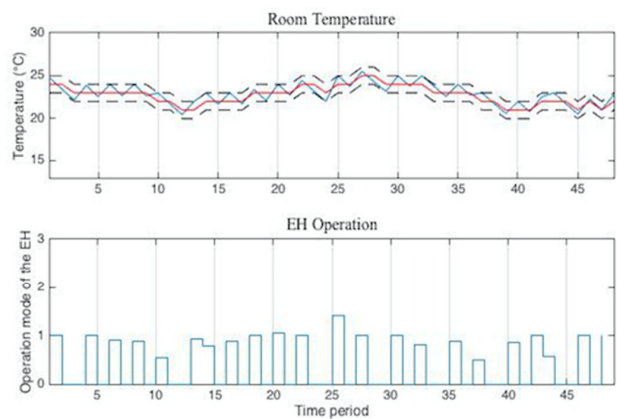 Room Temperature
30
25
20
15
Temperature (°C)
5 10 15 20 25 30 35 40 45
EH Operation
3
2
1
0
Operation mode of the EH
5 10 15 20 25 30 35 40 45
Time period